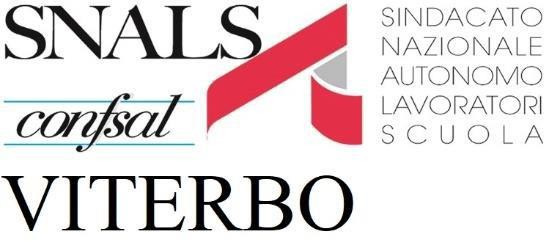 SNALS
confsal
SINDACATO
NAZIONALE
AUTONOMO
LAVORATORI
SCUOLA
VITERBO